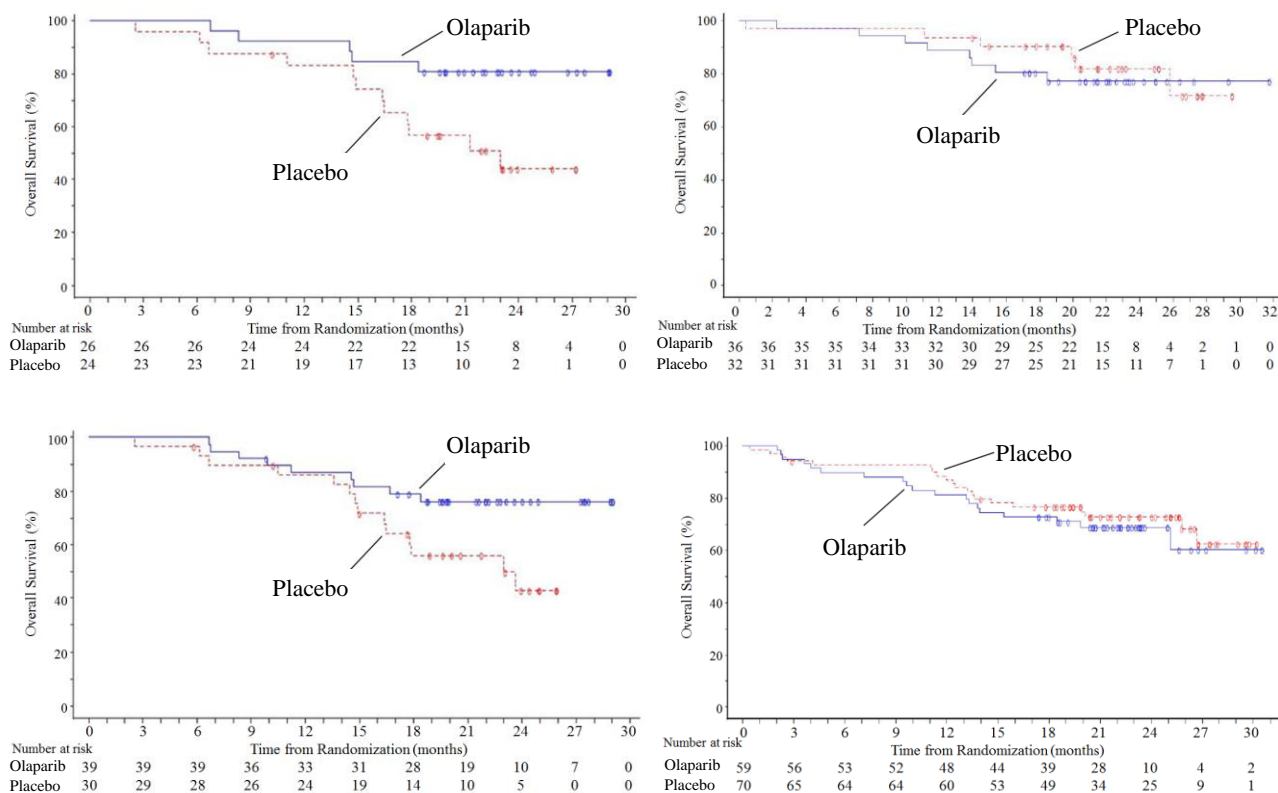 100
80
60
40
20
0
Overall Survival (%)
Olaparib
Placebo
0 3 6 9 12 15 18 21 24 27 30
Time from Randomization (months)
Number at risk
Olaparib 26 26 26 24 24 22 22 15 8 4 0
Placebo 24 23 23 21 19 17 13 10 2 1 0
100
80
60
40
20
0
Overall Survival (%)
Placebo
Olaparib
0 2 4 6 8 10 12 14 16 18 20 22 24 26 28 30 32
Time from Randomization (months)
Number at risk
Olaparib 36 36 35 35 34 33 32 30 29 25 22 15 8 4 2 1 0
Placebo 32 31 31 31 31 31 30 29 27 25 21 15 11 7 1 0 0
100
80
60
40
20
0
Overall Survival (%)
Olaparib
Placebo
0 3 6 9 12 15 18 21 24 27 30
Time from Randomization (months)
Number at risk
Olaparib 39 39 39 36 33 31 28 19 10 7 0
Placebo 30 29 28 26 24 19 14 10 5 0 0
100
80
60
40
20
0
Overall Survival (%)
Placebo
Olaparib
0 3 6 9 12 15 18 21 24 27 30
Time from Randomization (months)
Number at risk
Olaparib 59 56 53 52 48 44 39 28 10 4 2
Placebo 70 65 64 64 60 53 49 34 25 9 1